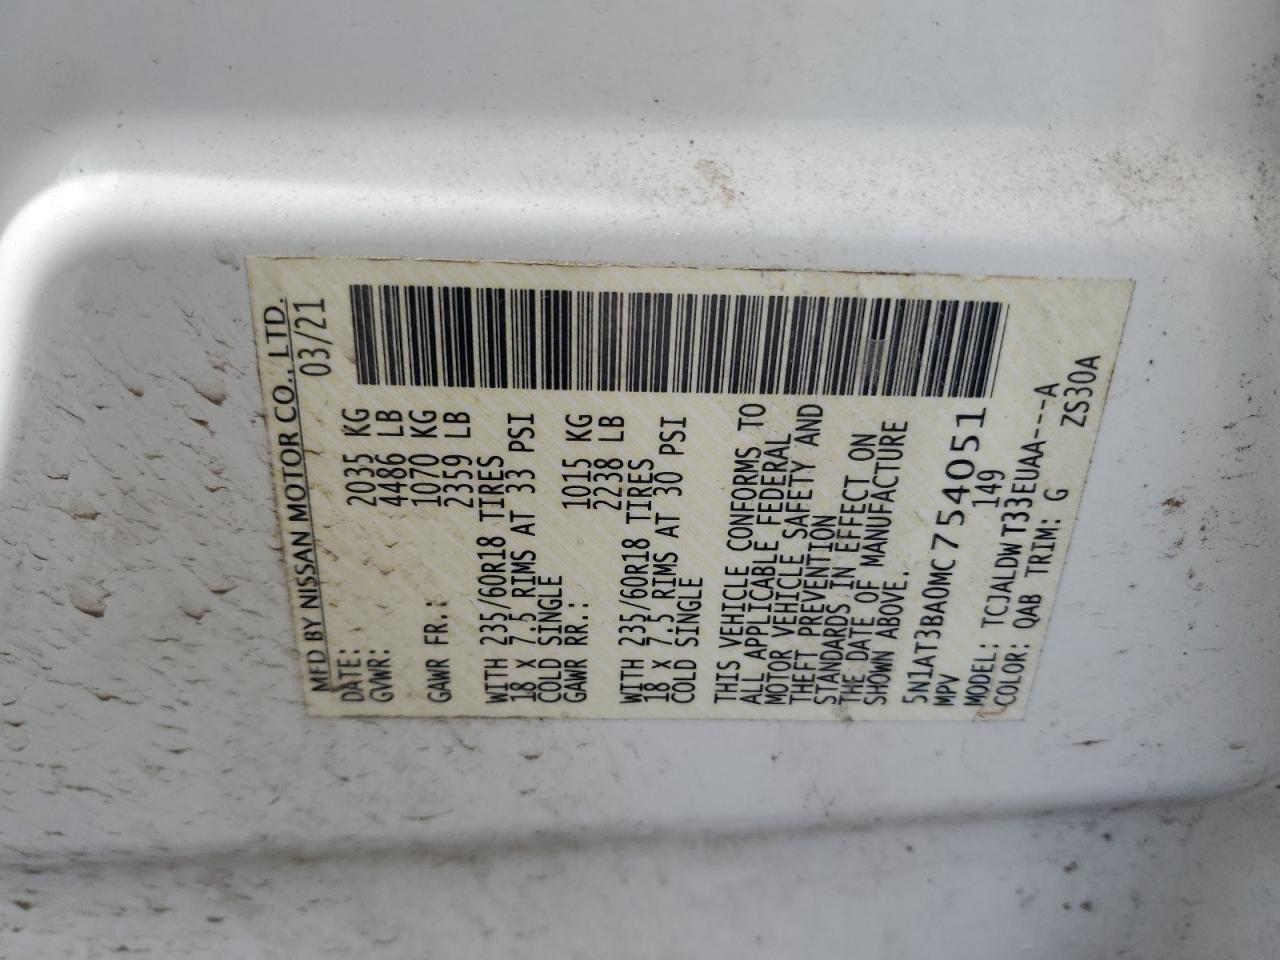 MFD BY NISSAN MOTOR CO., LTD.
DATE: 03/21
GVWR: 2035 KG
4486 LB
GAWR FR.: 1070 KG
2359 LB
WITH 235/60R18 TIRES
18 X 7.5 RIMS AT 33 PSI
COLD SINGLE
GAWR RR.: 1015 KG
2238 LB
WITH 235/60R18 TIRES
18 X 7.5 RIMS AT 30 PSI
COLD SINGLE
THIS VEHICLE CONFORMS TO
ALL APPLICABLE FEDERAL
MOTOR VEHICLE SAFETY AND
THEFT PREVENTION
STANDARDS IN EFFECT ON
THE DATE OF MANUFACTURE
SHOWN ABOVE.
5N1AT3BA0MC754051
MPV 149
MODEL: TCJALDWT33EUAA---A
COLOR: QAB TRIM: G ZS30A